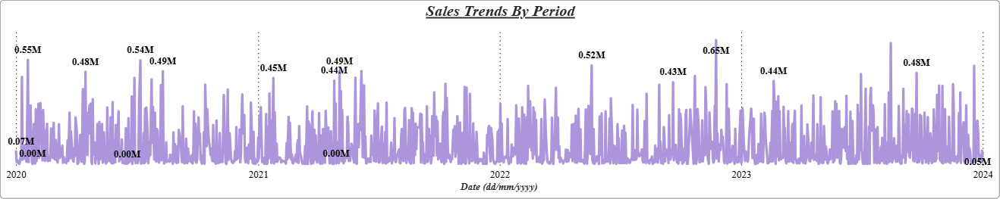 Sales Trends By Period
0.55M
0.48M
0.54M
0.49M
0.45M
0.49M
0.44M
0.52M
0.43M
0.65M
0.44M
0.48M
0.07M
0.00M
0.00M
0.00M
0.05M
2020
2021
2022
2023
2024
Date (dd/mm/yyyy)